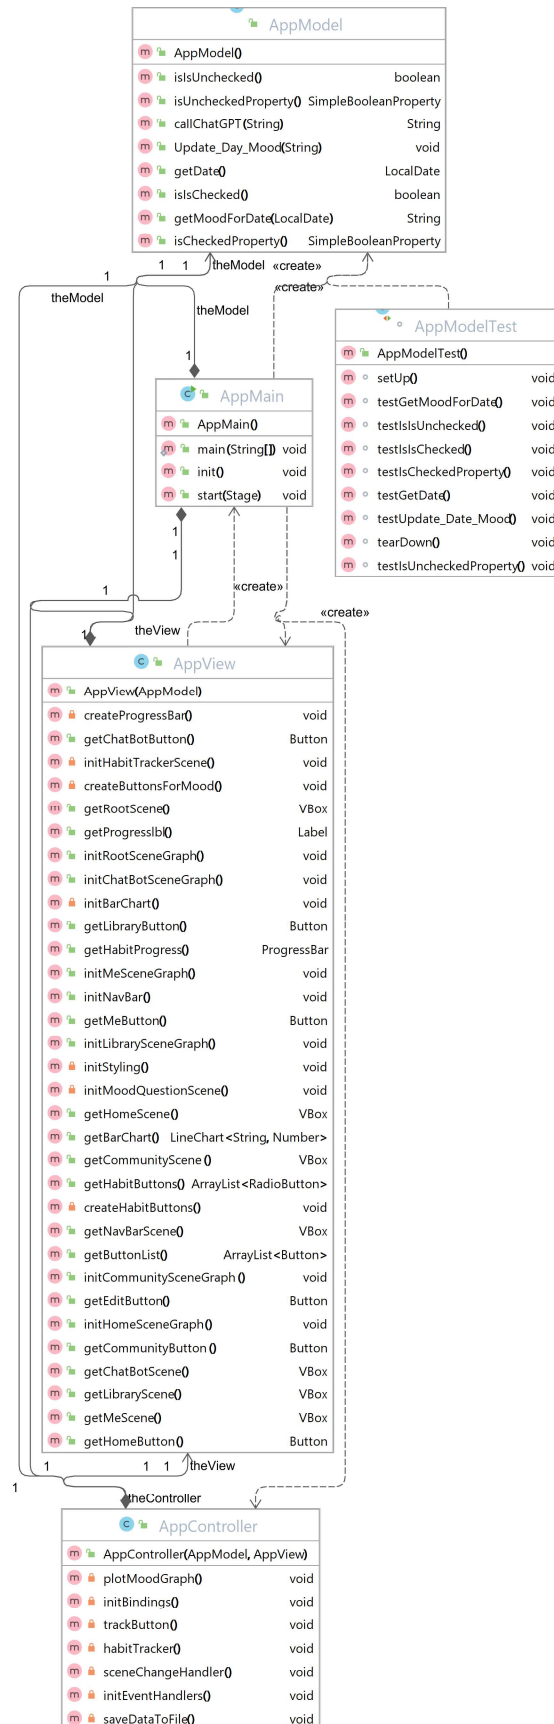 AppModel
AppModel()
isIsUnchecked() boolean
isUncheckedProperty() SimpleBooleanProperty
callChatGPT(String) String
Update_Day_Mood(String) void
getDate() LocalDate
isIsChecked() boolean
getMoodForDate(LocalDate) String
isCheckedProperty() SimpleBooleanProperty
1 1 theModel «create»
1 «create»
theModel
theModel
1
AppModelTest
AppModelTest()
setUp() void
testGetMoodForDate() void
testIsIsUnchecked() void
testIsIsChecked() void
testIsCheckedProperty() void
testGetDate() void
testUpdate_Date_Mood() void
tearDown() void
testIsUncheckedProperty() void
AppMain
AppMain()
main(String[]) void
init() void
start(Stage) void
1
1
1 «create»
«create»
theView
1
AppView
AppView(AppModel)
createProgressBar() void
getChatBotButton() Button
initHabitTrackerScene() void
createButtonsForMood() void
getRootScene() VBox
getProgresslbl() Label
initRootSceneGraph() void
initChatBotSceneGraph() void
initBarChart() void
getLibraryButton() Button
getHabitProgress() ProgressBar
initMeSceneGraph() void
initNavBar() void
getMeButton() Button
initLibrarySceneGraph() void
initStyling() void
initMoodQuestionScene() void
getHomeScene() VBox
getBarChart() LineChart<String, Number>
getCommunityScene() VBox
getHabitButtons() ArrayList<RadioButton>
createHabitButtons() void
getNavBarScene() VBox
getButtonList() ArrayList<Button>
initCommunitySceneGraph() void
getEditButton() Button
initHomeSceneGraph() void
getCommunityButton() Button
getChatBotScene() VBox
getLibraryScene() VBox
getMeScene() VBox
getHomeButton() Button
1 1 1 theView
1
theController
AppController
AppController(AppModel, AppView)
plotMoodGraph() void
initBindings() void
trackButton() void
habitTracker() void
sceneChangeHandler() void
initEventHandlers() void
saveDataToFile() void